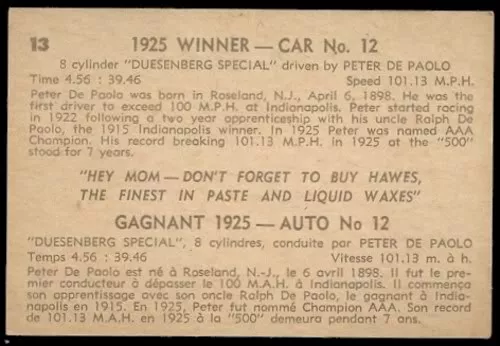 13
1925 WINNER — CAR No. 12
8 cylinder "DUESENBERG SPECIAL" driven by PETER DE PAOLO
Time 4.56 : 39.46 Speed 101.13 M.P.H.
Peter De Paolo was born in Roseland, N.J., April 6, 1898. He was the
first driver to exceed 100 M.P.H. at Indianapolis. Peter started racing
in 1922 following a two year apprenticeship with his uncle Ralph De
Paolo, the 1915 Indianapolis winner. In 1925 Peter was named AAA
Champion. His record breaking 101.13 M.P.H. in 1925 at the "500"
stood for 7 years.
"HEY MOM — DON'T FORGET TO BUY HAWES,
THE FINEST IN PASTE AND LIQUID WAXES"
GAGNANT 1925 — AUTO No 12
"DUESENBERG SPECIAL", 8 cylindres, conduite par PETER DE PAOLO
Temps 4.56 : 39.46 Vitesse 101.13 m. à h.
Peter De Paolo est né à Roseland, N.-J., le 6 avril 1898. Il fut le pre-
mier conducteur à dépasser le 100 M.A.H. à Indianapolis. Il commença
son apprentissage avec son oncle Ralph De Paolo, le gagnant à India-
napolis en 1915. En 1925, Peter fut nommé Champion AAA. Son record
de 101.13 M.A.H. en 1925 à la "500" demeura pendant 7 ans.